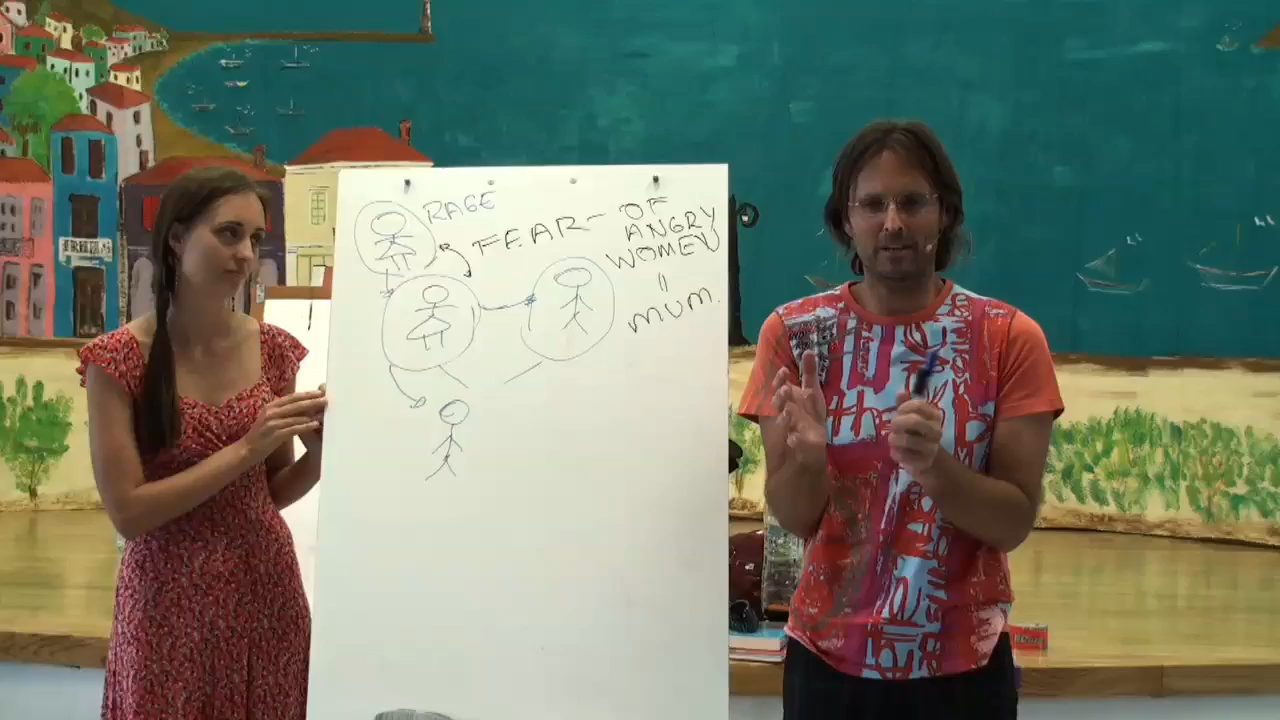 RAGE
FEAR - OF
ANGRY
WOMEN
"
MUM.